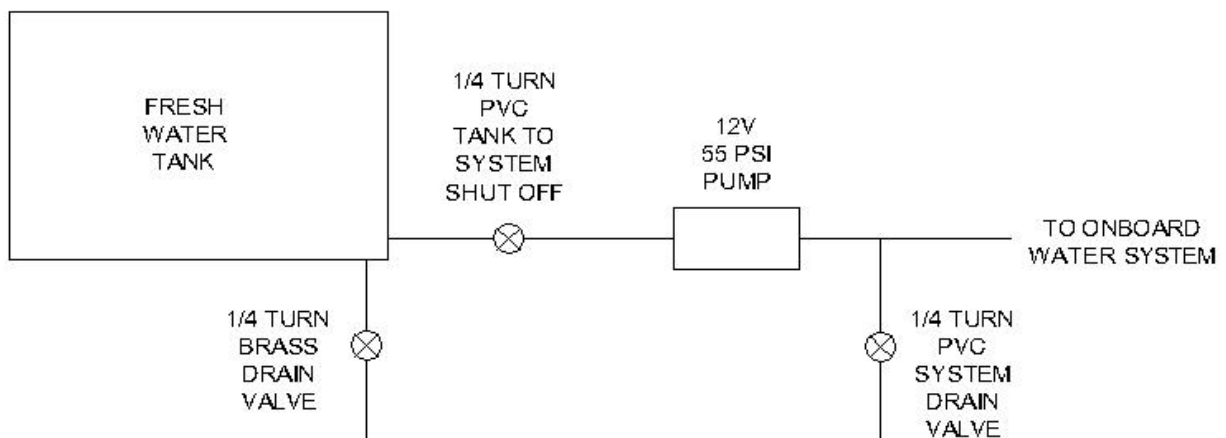 FRESH
WATER
TANK
1/4 TURN
PVC
TANK TO
SYSTEM
SHUT OFF
12V
55 PSI
PUMP
TO ONBOARD
WATER SYSTEM
1/4 TURN
BRASS
DRAIN
VALVE
1/4 TURN
PVC
SYSTEM
DRAIN
VALVE